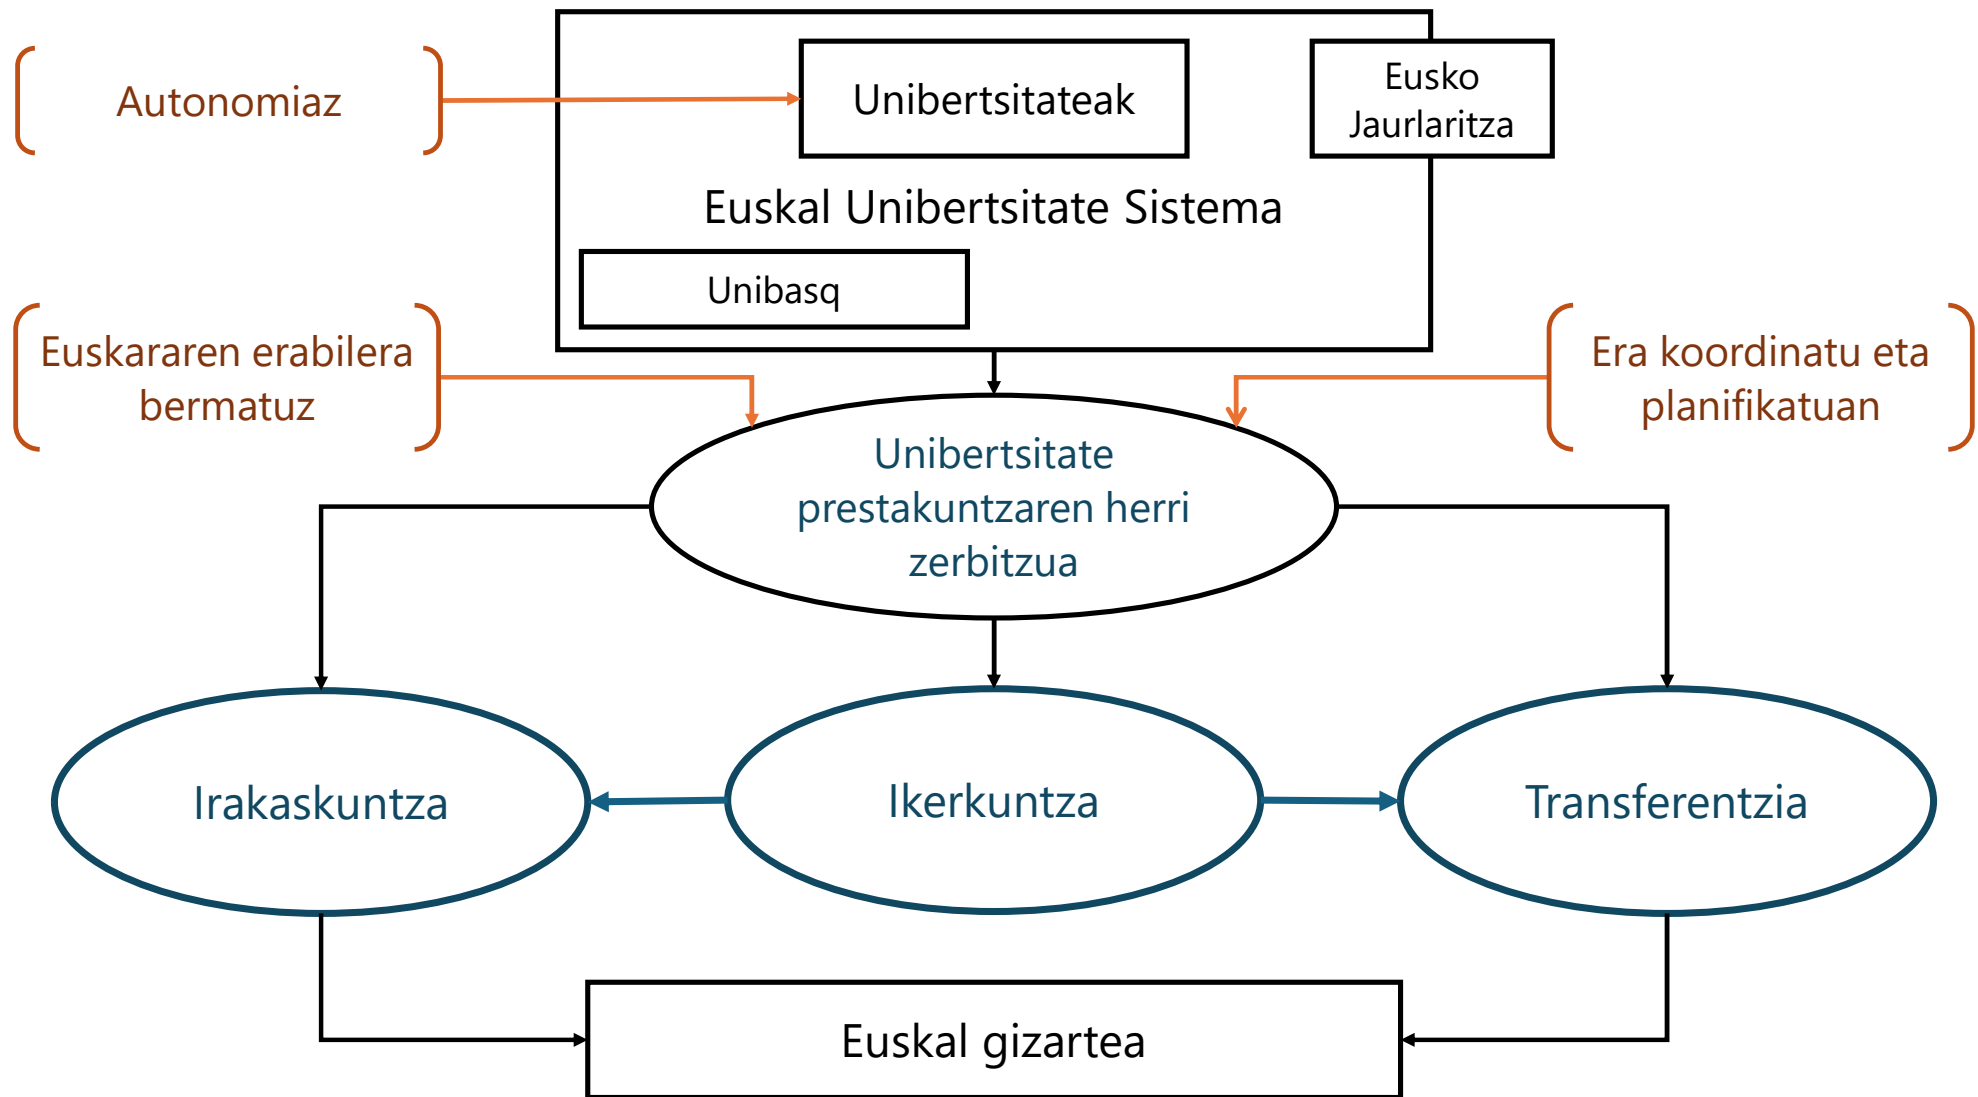 Autonomiaz
Unibertsitateak
Eusko
Jaurlaritza
Euskal Unibertsitate Sistema
Unibasq
Euskararen erabilera
bermatuz
Era koordinatu eta
planifikatuan
Unibertsitate
prestakuntzaren herri
zerbitzua
Irakaskuntza
Ikerkuntza
Transferentzia
Euskal gizartea